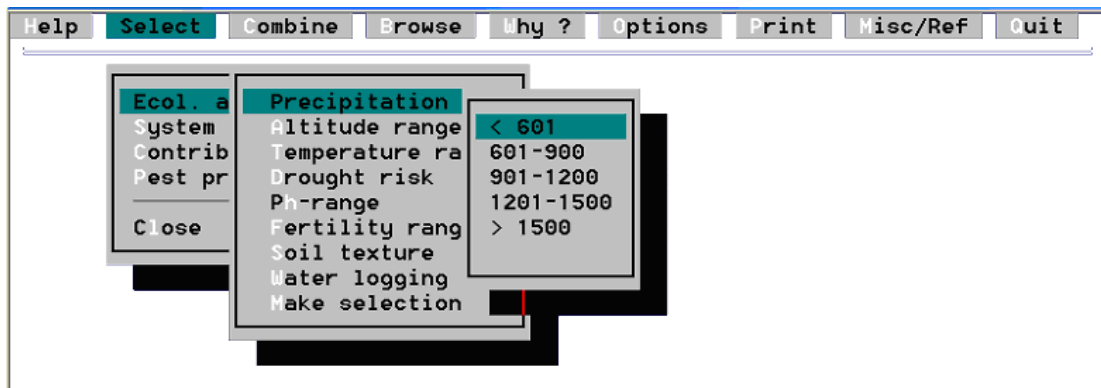 Help Select Combine Browse Why ? Options Print Misc/Ref Quit
Ecol. a
System
Contrib
Pest pr
Close
Precipitation
Altitude range
Temperature ra
Drought risk
Ph-range
Fertility rang
Soil texture
Water logging
Make selection
< 601
601-900
901-1200
1201-1500
> 1500